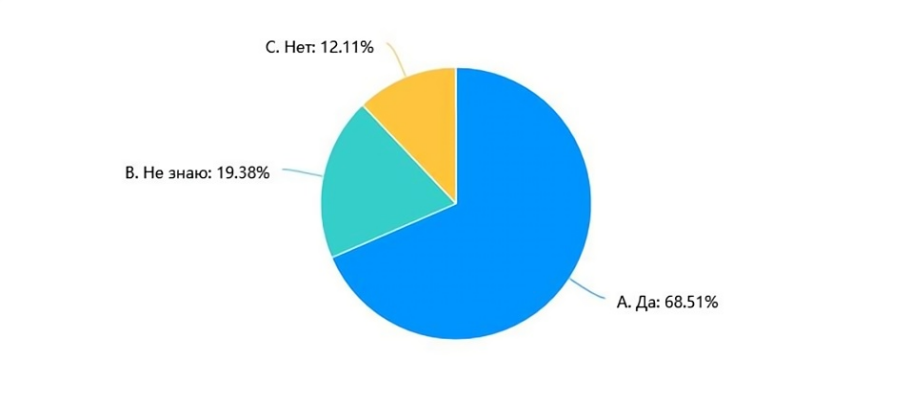 С. Нет: 12.11%
В. Не знаю: 19.38%
А. Да: 68.51%